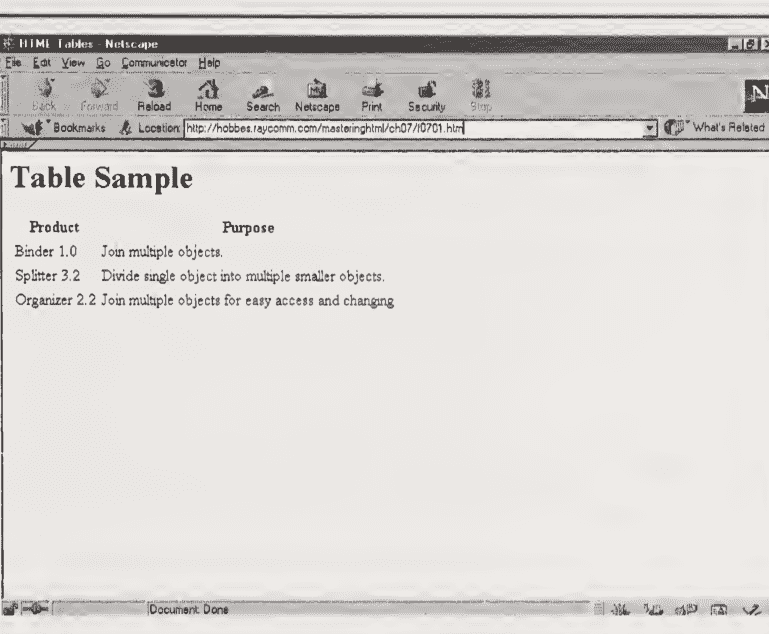 HTML Tables - Netscape
File Edit View Go Communicator Help
Back Forward Reload Home Search Netscape Print Security Stop
N
Bookmarks Location: http://hobbes.raycomm.com/masteringhtml/ch07/f0701.htm What's Related
Table Sample
Product Purpose
Binder 1.0 Join multiple objects.
Splitter 3.2 Divide single object into multiple smaller objects.
Organizer 2.2 Join multiple objects for easy access and changing
Document: Done